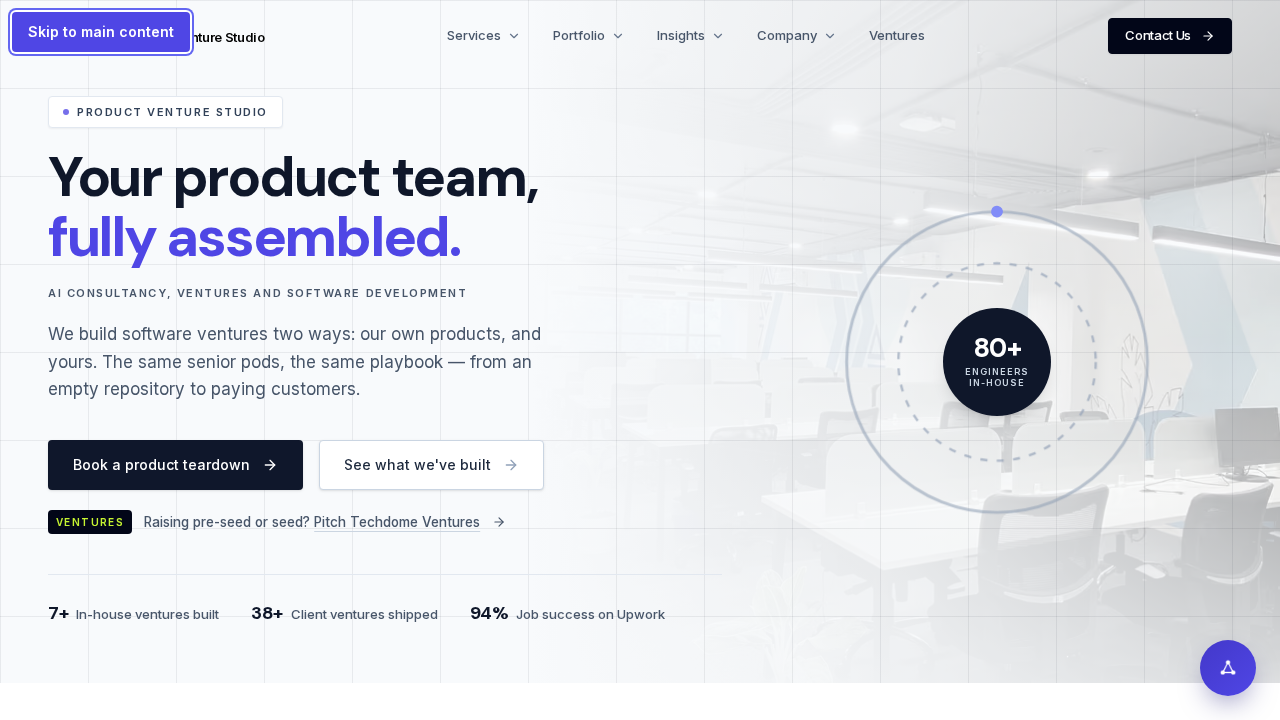 Skip to main content
Venture Studio
Services
Portfolio
Insights
Company
Ventures
Contact Us
PRODUCT VENTURE STUDIO
Your product team,
fully assembled.
AI CONSULTANCY, VENTURES AND SOFTWARE DEVELOPMENT
We build software ventures two ways: our own products, and
yours. The same senior pods, the same playbook — from an
empty repository to paying customers.
Book a product teardown
See what we've built
VENTURES Raising pre-seed or seed? Pitch Techdome Ventures
7+ In-house ventures built
38+ Client ventures shipped
94% Job success on Upwork
80+
ENGINEERS
IN-HOUSE